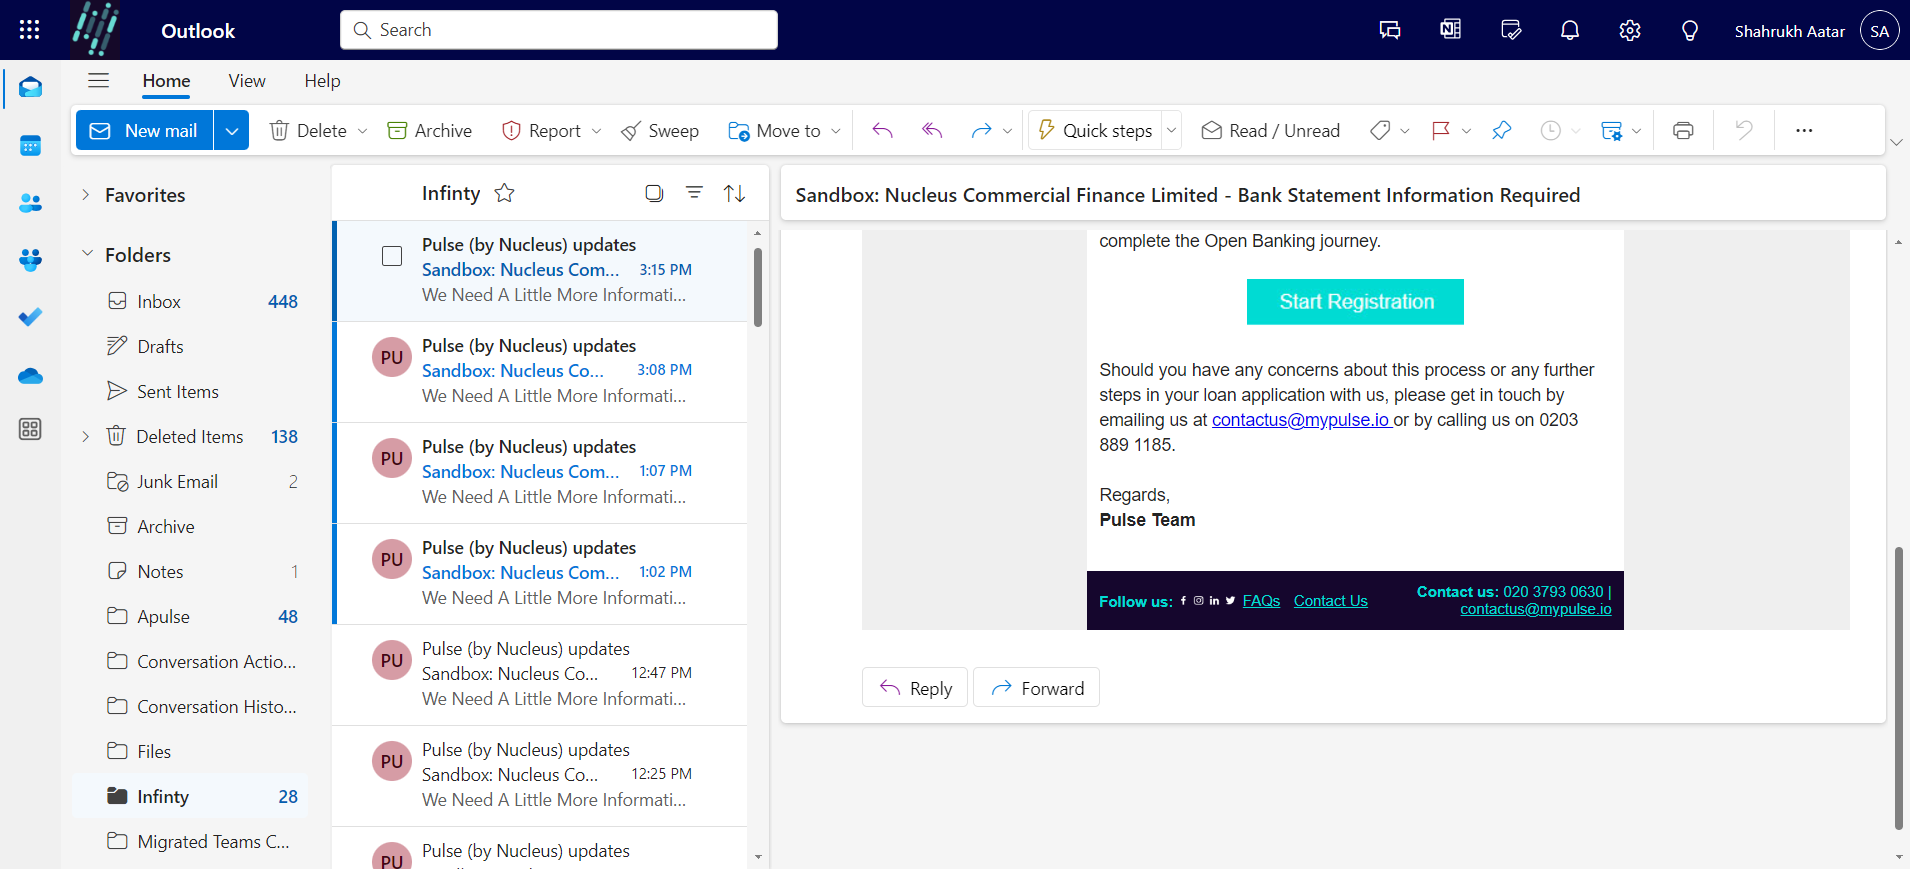 Outlook
Search
Shahrukh Aatar
SA
Home View Help
New mail Delete Archive Report Sweep Move to Quick steps Read / Unread
Favorites
Folders
Inbox 448
Drafts
Sent Items
Deleted Items 138
Junk Email 2
Archive
Notes 1
Apulse 48
Conversation Actio...
Conversation Histo...
Files
Infinty 28
Migrated Teams C...
Infinty
Pulse (by Nucleus) updates
Sandbox: Nucleus Com... 3:15 PM
We Need A Little More Informati...
PU
Pulse (by Nucleus) updates
Sandbox: Nucleus Co... 3:08 PM
We Need A Little More Informati...
PU
Pulse (by Nucleus) updates
Sandbox: Nucleus Com... 1:07 PM
We Need A Little More Informati...
PU
Pulse (by Nucleus) updates
Sandbox: Nucleus Com... 1:02 PM
We Need A Little More Informati...
PU
Pulse (by Nucleus) updates
Sandbox: Nucleus Co... 12:47 PM
We Need A Little More Informati...
PU
Pulse (by Nucleus) updates
Sandbox: Nucleus Co... 12:25 PM
We Need A Little More Informati...
PU
Pulse (by Nucleus) updates
Sandbox: Nucleus Commercial Finance Limited - Bank Statement Information Required
complete the Open Banking journey.
Start Registration
Should you have any concerns about this process or any further
steps in your loan application with us, please get in touch by
emailing us at contactus@mypulse.io or by calling us on 0203
889 1185.
Regards,
Pulse Team
Follow us: FAQs Contact Us
Contact us: 020 3793 0630 |
contactus@mypulse.io
Reply Forward